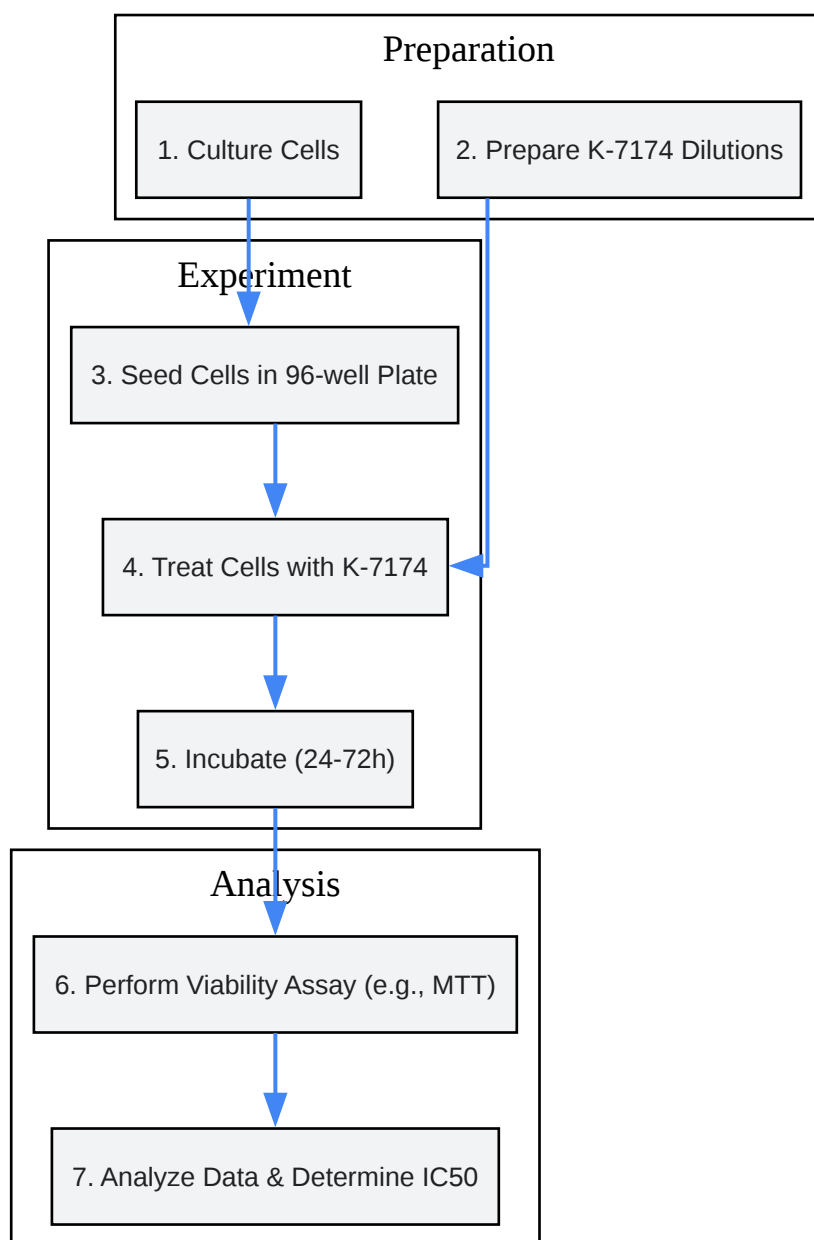 Preparation
1. Culture Cells
2. Prepare K-7174 Dilutions
Experiment
3. Seed Cells in 96-well Plate
4. Treat Cells with K-7174
5. Incubate (24-72h)
Analysis
6. Perform Viability Assay (e.g., MTT)
7. Analyze Data & Determine IC50